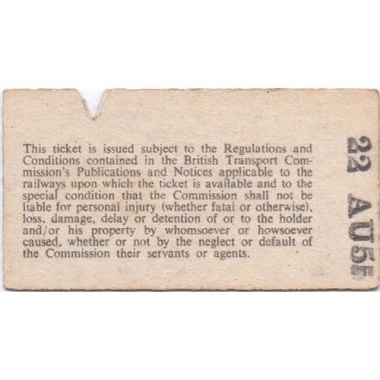 This ticket is issued subject to the Regulations and
Conditions contained in the British Transport Com-
mission's Publications and Notices applicable to the
railways upon which the ticket is available and to the
special condition that the Commission shall not be
liable for personal injury (whether fatal or otherwise),
loss, damage, delay or detention of or to the holder
and/or his property by whomsoever or howsoever
caused, whether or not by the neglect or default of
the Commission their servants or agents.
22 AU55